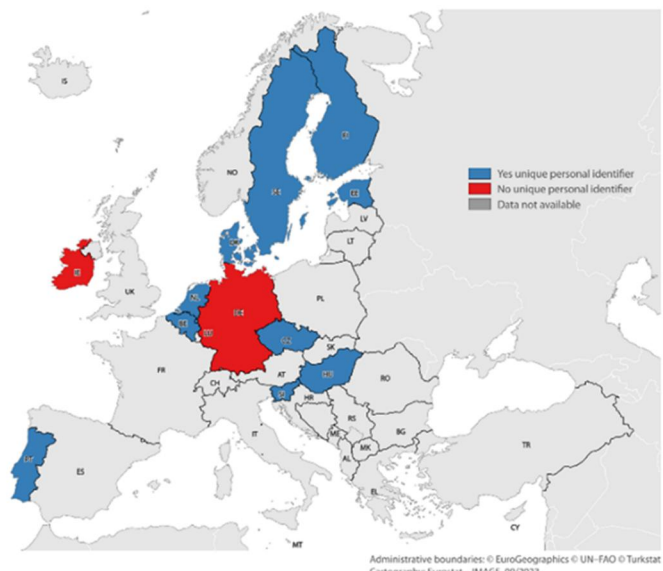 IS
FI
NO
SE
Yes unique personal identifier
No unique personal identifier
Data not available
EE
LV
DK
LT
IE
UK
NL
DE
PL
BE
LU
CZ
SK
FR
AT
HU
CH
RO
SI
HR
RS
BG
IT
ME
MK
PT
ES
AL
TR
EL
CY
MT
Administrative boundaries: © EuroGeographics © UN-FAO © Turkstat